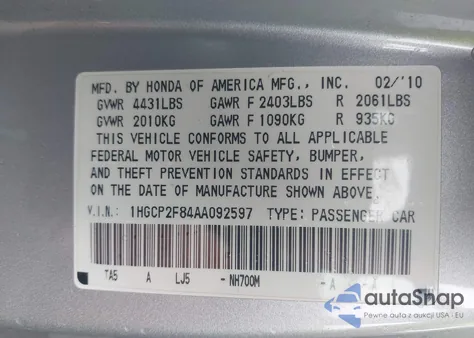 MFD. BY HONDA OF AMERICA MFG., INC. 02/'10
GVWR 4431LBS GAWR F 2403LBS R 2061LBS
GVWR 2010KG GAWR F 1090KG R 935KG
THIS VEHICLE CONFORMS TO ALL APPLICABLE
FEDERAL MOTOR VEHICLE SAFETY, BUMPER,
AND THEFT PREVENTION STANDARDS IN EFFECT
ON THE DATE OF MANUFACTURE SHOWN ABOVE.
V.I.N.: 1HGCP2F84AA092597 TYPE: PASSENGER CAR
TA5 A LJ5 - NH700M - A
autoSnap
Pewne auta z aukcji USA i EU